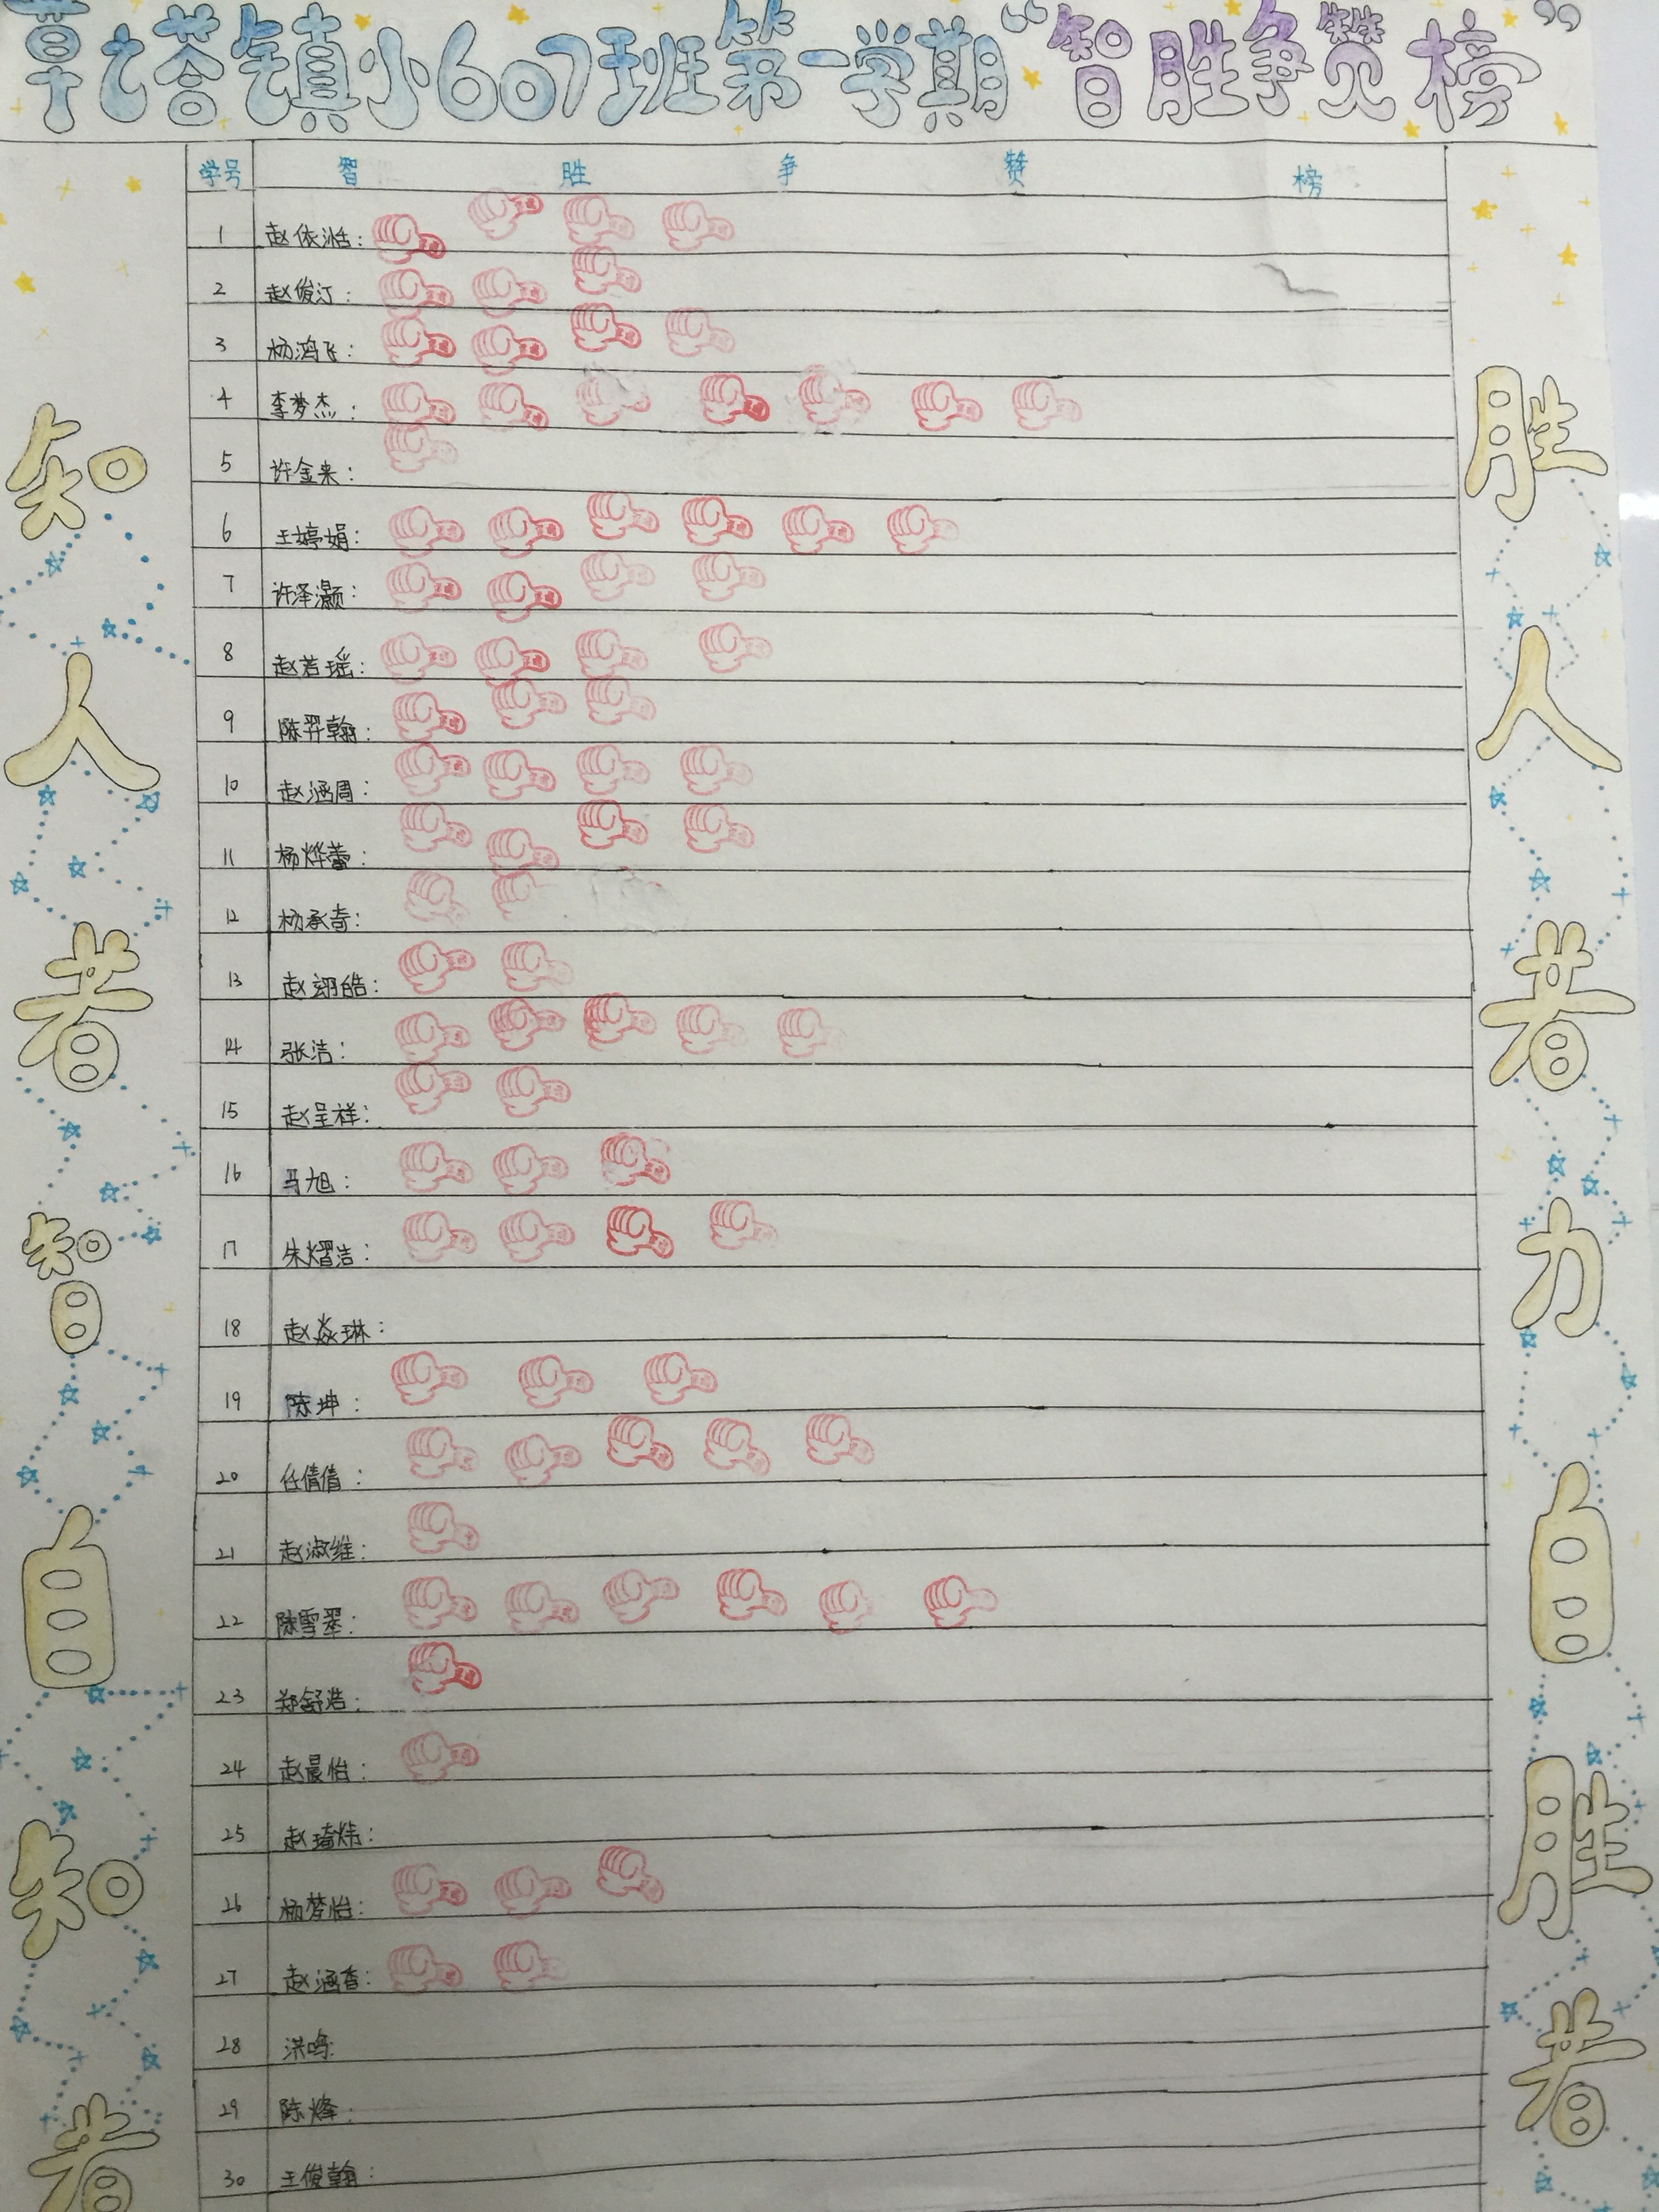 草七塔镇小607班第一学期“智胜争赞榜”
学号 智 胜 争 赞 榜
1 赵依湉:
2 赵俊汀:
3 杨鸿飞:
4 李梦杰:
5 许金来:
6 王婷娟:
7 许泽灏:
8 赵若瑶:
9 陈羿翰:
10 赵涵周:
11 杨烨蕾:
12 杨承奇:
13 赵翊皓:
14 张洁:
15 赵呈祥:
16 马旭:
17 朱熠洁:
18 赵焱琳:
19 陈坤:
20 任倩倩:
21 赵淑维:
22 陈雪翠:
23 郑舒浩:
24 赵晨怡:
25 赵琦炜:
26 杨梦怡:
27 赵涵香:
28 洪鸣:
29 陈烽:
30 王俊翰:
知人者智自知者
胜人者力自胜者